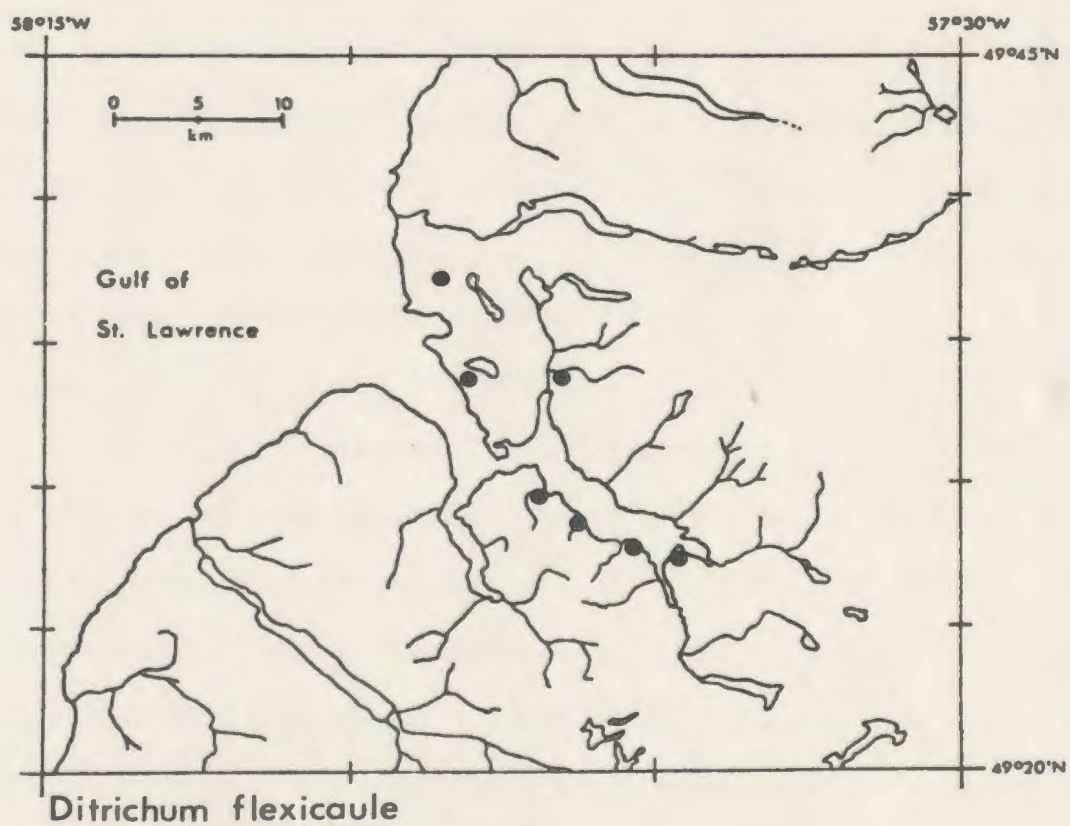 58°15'W
57°30'W
49°45'N
0 5 10
km
Gulf of
St. Lawrence
49°20'N
Ditrichum flexicaule